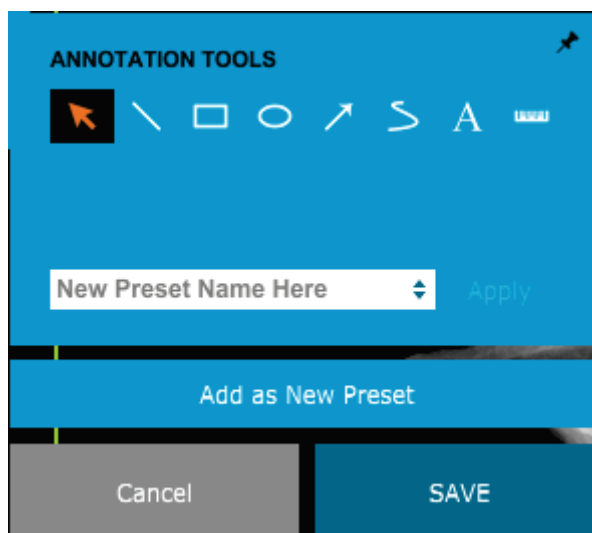 ANNOTATION TOOLS
A
New Preset Name Here
Apply
Add as New Preset
Cancel
SAVE